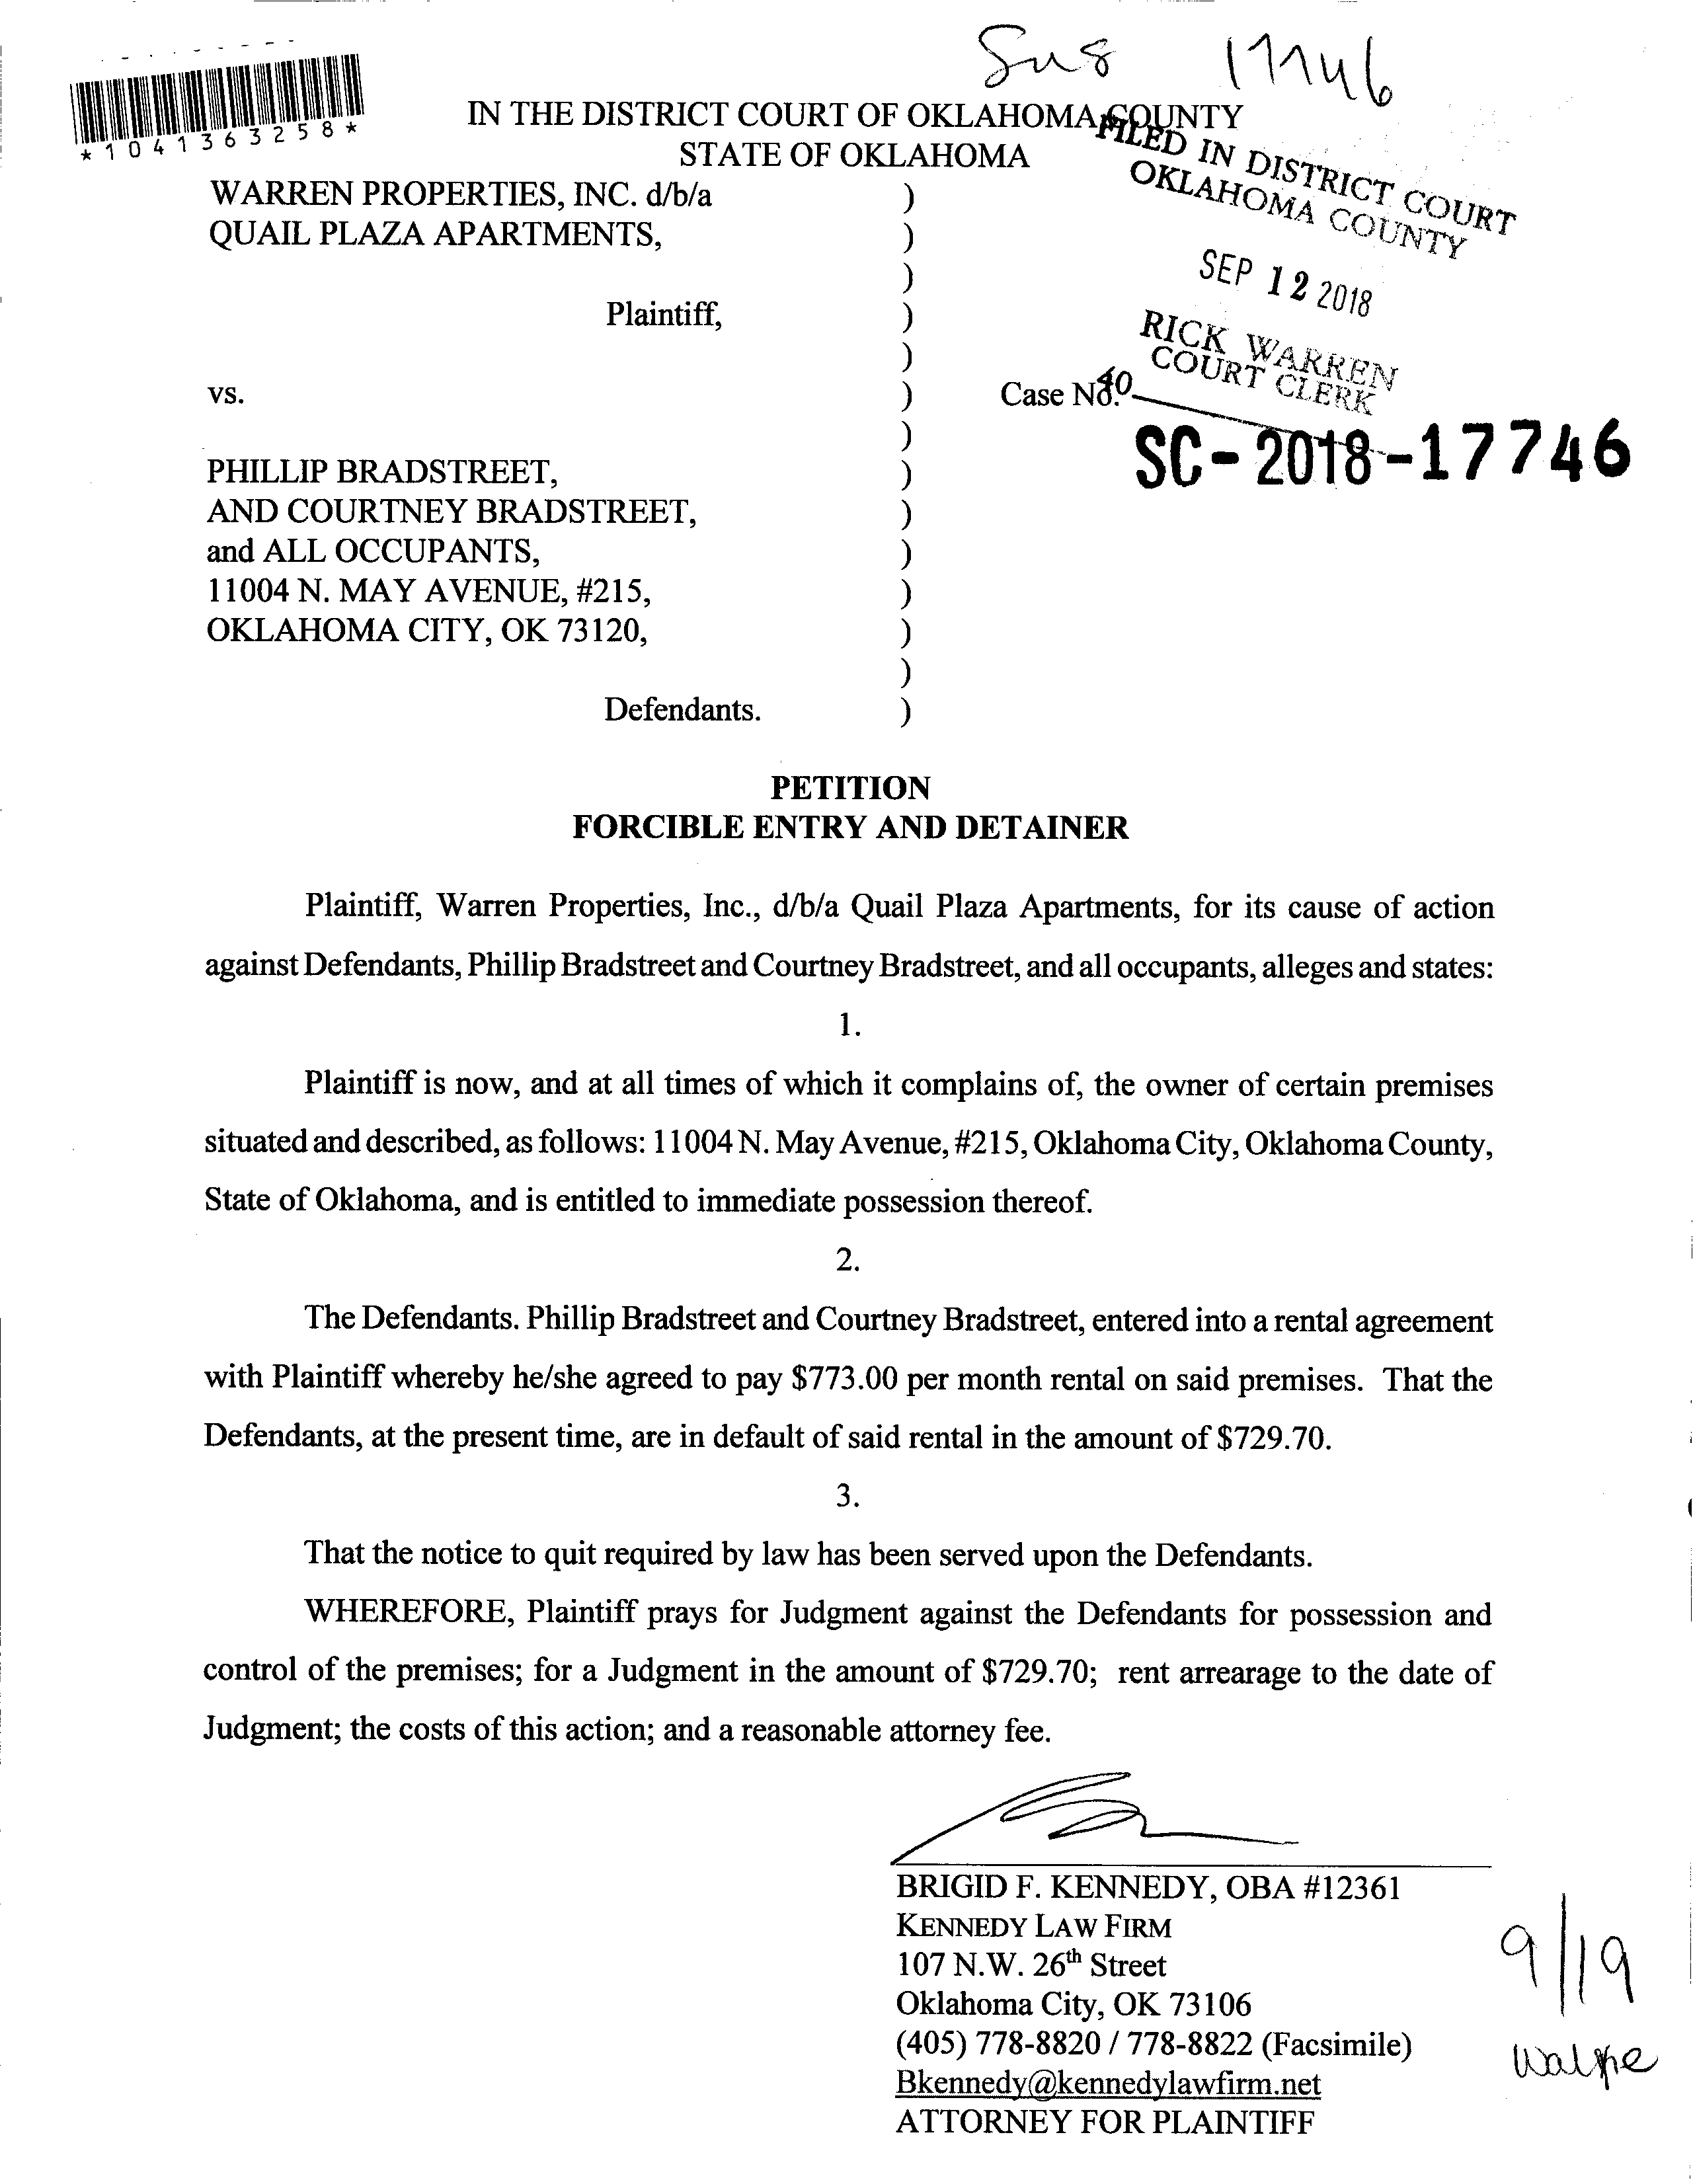 Sus 17746
*1041363258*
IN THE DISTRICT COURT OF OKLAHOMA COUNTY
STATE OF OKLAHOMA
FILED IN DISTRICT COURT
OKLAHOMA COUNTY
SEP 12 2018
RICK WARREN
COURT CLERK
40
WARREN PROPERTIES, INC. d/b/a )
QUAIL PLAZA APARTMENTS, )
)
Plaintiff, )
)
vs. ) Case No.
)
SC-2018-17746
PHILLIP BRADSTREET, )
AND COURTNEY BRADSTREET, )
and ALL OCCUPANTS, )
11004 N. MAY AVENUE, #215, )
OKLAHOMA CITY, OK 73120, )
)
Defendants. )
PETITION
FORCIBLE ENTRY AND DETAINER
Plaintiff, Warren Properties, Inc., d/b/a Quail Plaza Apartments, for its cause of action
against Defendants, Phillip Bradstreet and Courtney Bradstreet, and all occupants, alleges and states:
1.
Plaintiff is now, and at all times of which it complains of, the owner of certain premises
situated and described, as follows: 11004 N. May Avenue, #215, Oklahoma City, Oklahoma County,
State of Oklahoma, and is entitled to immediate possession thereof.
2.
The Defendants. Phillip Bradstreet and Courtney Bradstreet, entered into a rental agreement
with Plaintiff whereby he/she agreed to pay $773.00 per month rental on said premises. That the
Defendants, at the present time, are in default of said rental in the amount of $729.70.
3.
That the notice to quit required by law has been served upon the Defendants.
WHEREFORE, Plaintiff prays for Judgment against the Defendants for possession and
control of the premises; for a Judgment in the amount of $729.70; rent arrearage to the date of
Judgment; the costs of this action; and a reasonable attorney fee.
BRIGID F. KENNEDY, OBA #12361
KENNEDY LAW FIRM
107 N.W. 26th Street
Oklahoma City, OK 73106
(405) 778-8820 / 778-8822 (Facsimile)
Bkennedy@kennedylawfirm.net
ATTORNEY FOR PLAINTIFF
9/19